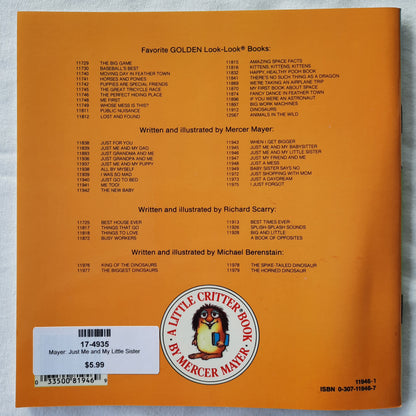 Favorite GOLDEN Look-Look® Books:
11729 THE BIG GAME
11730 BASEBALL'S BEST
11740 MOVING DAY IN FEATHER TOWN
11741 HORSES AND PONIES
11742 PUPPIES ARE SPECIAL FRIENDS
11745 THE GREAT TRICYCLE RACE
11746 THE PERFECT HIDING PLACE
11748 ME FIRST
11749 WHOSE MESS IS THIS?
11811 PUBLIC NUISANCE
11812 LOST AND FOUND
11815 AMAZING SPACE FACTS
11816 KITTENS, KITTENS, KITTENS
11832 HAPPY HEALTHY POOH BOOK
11841 THERE'S NO SUCH THING AS A DRAGON
11869 WE'RE TAKING AN AIRPLANE TRIP
11870 MY FIRST BOOK ABOUT SPACE
11874 FANCY DANCE IN FEATHER TOWN
11896 IF YOU WERE AN ASTRONAUT
11897 BIG WORK MACHINES
11912 DINOSAURS
12567 ANIMALS IN THE WILD
Written and illustrated by Mercer Mayer:
11838 JUST FOR YOU
11839 JUST ME AND MY DAD
11893 JUST GRANDMA AND ME
11936 JUST GRANDPA AND ME
11937 JUST ME AND MY PUPPY
11938 ALL BY MYSELF
11939 I WAS SO MAD
11940 JUST GO TO BED
11941 ME TOO!
11942 THE NEW BABY
11943 WHEN I GET BIGGER
11945 JUST ME AND MY BABYSITTER
11946 JUST ME AND MY LITTLE SISTER
11947 JUST MY FRIEND AND ME
11948 JUST A MESS
11949 BABY SISTER SAYS NO
11972 JUST SHOPPING WITH MOM
11973 JUST A DAYDREAM
11975 I JUST FORGOT
Written and illustrated by Richard Scarry:
11725 BEST HOUSE EVER
11817 THINGS THAT GO
11918 THINGS TO LOVE
11872 BUSY WORKERS
11913 BEST TIMES EVER
11926 SPLISH-SPLASH SOUNDS
11928 BIG AND LITTLE
A BOOK OF OPPOSITES
Written and illustrated by Michael Berenstain:
11976 KING OF THE DINOSAURS
11977 THE BIGGEST DINOSAURS
11978 THE SPIKE-TAILED DINOSAUR
11979 THE HORNED DINOSAUR
A LITTLE CRITTER® BOOK
BY MERCER MAYER
17-4935
Mayer: Just Me and My Little Sister
$5.99
0 33500 81946 9
11946-1
ISBN 0-307-11946-7